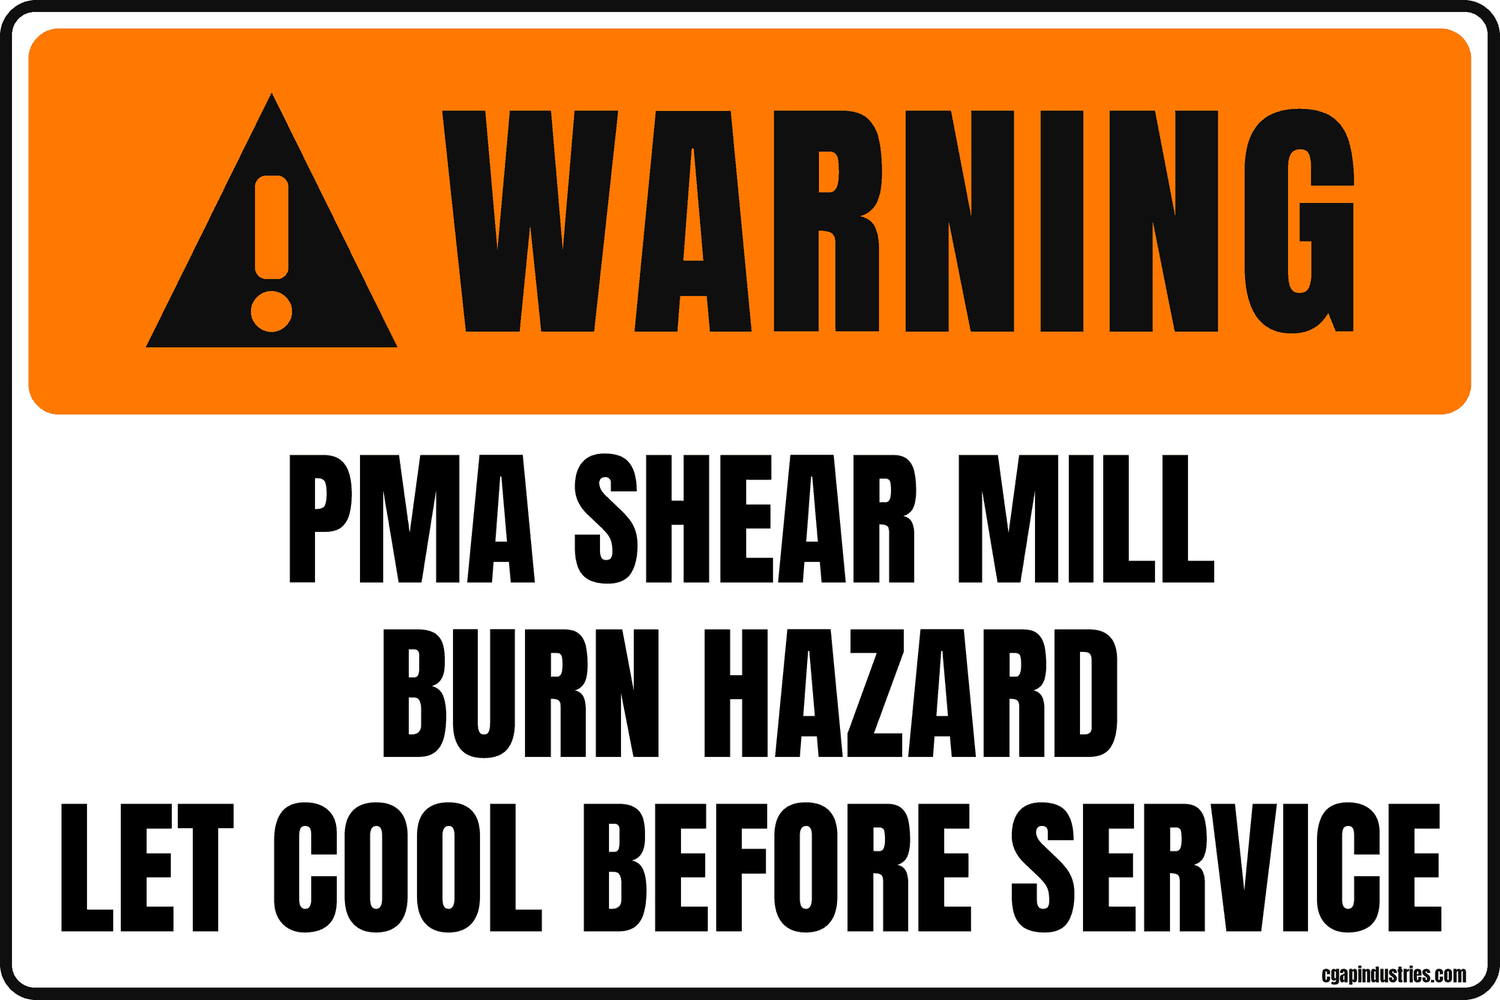 WARNING
PMA SHEAR MILL
BURN HAZARD
LET COOL BEFORE SERVICE
cgapindustries.com